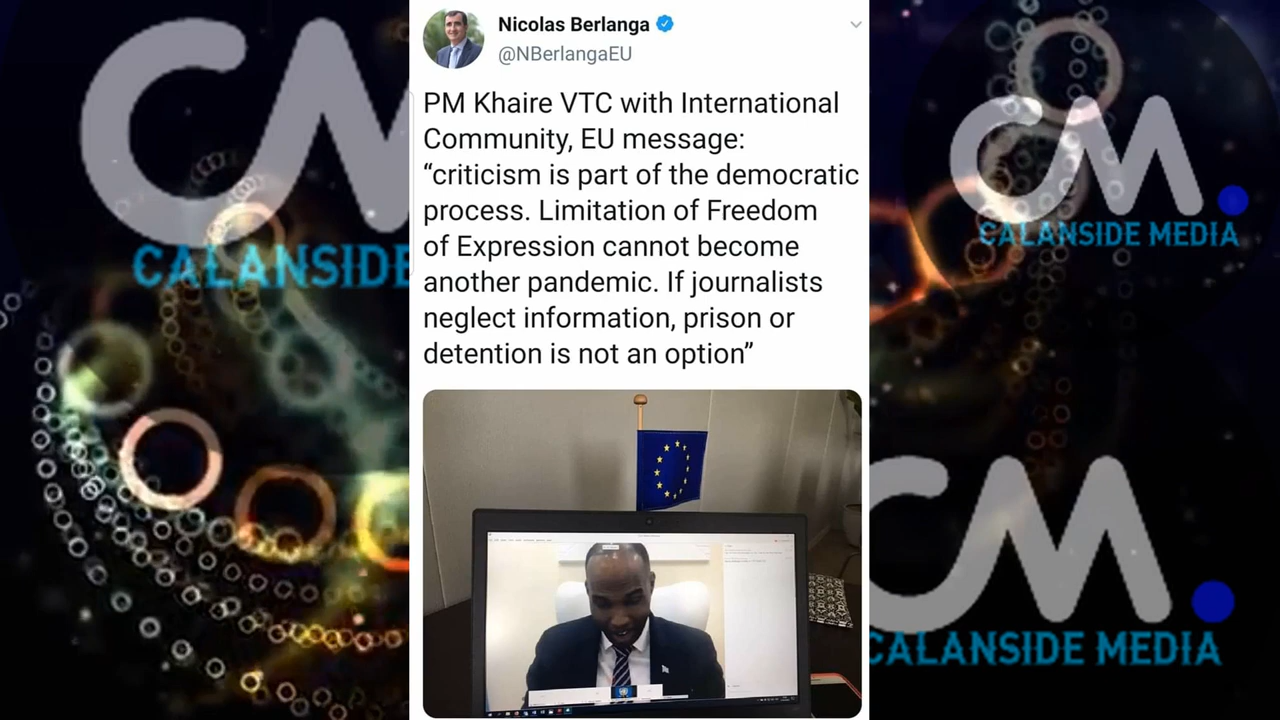 Nicolas Berlanga
@NBerlangaEU
PM Khaire VTC with International
Community, EU message:
“criticism is part of the democratic
process. Limitation of Freedom
of Expression cannot become
another pandemic. If journalists
neglect information, prison or
detention is not an option”
CM
CALANSIDE
CM.
CALANSIDE MEDIA
CM.
CALANSIDE MEDIA